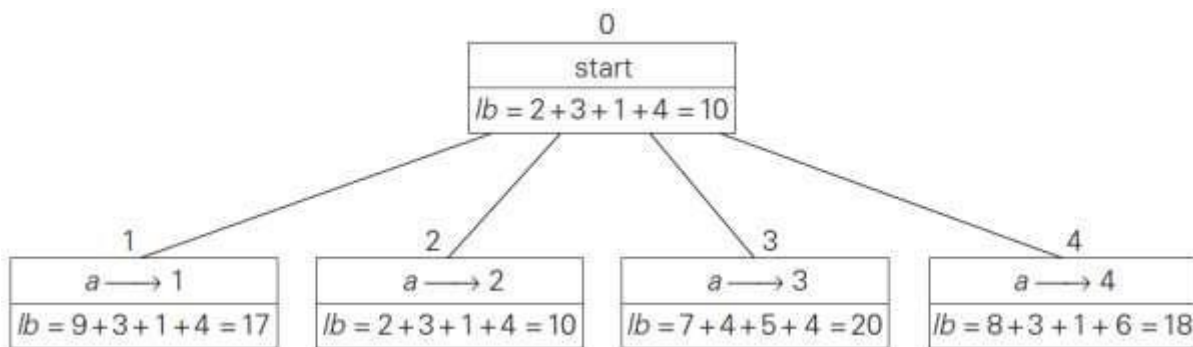 0
start
lb = 2 + 3 + 1 + 4 = 10
1
2
3
4
a ⟶ 1
a ⟶ 2
a ⟶ 3
a ⟶ 4
lb = 9 + 3 + 1 + 4 = 17
lb = 2 + 3 + 1 + 4 = 10
lb = 7 + 4 + 5 + 4 = 20
lb = 8 + 3 + 1 + 6 = 18